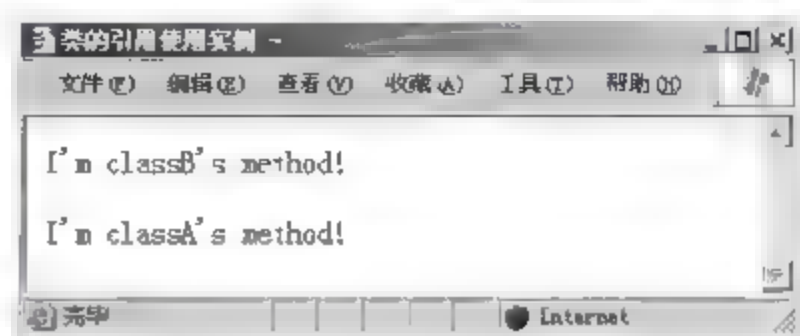 类的引用使用实例 -
文件(F) 编辑(E) 查看(V) 收藏(A) 工具(T) 帮助(H)
I'm classB's method!
I'm classA's method!
完毕 Internet